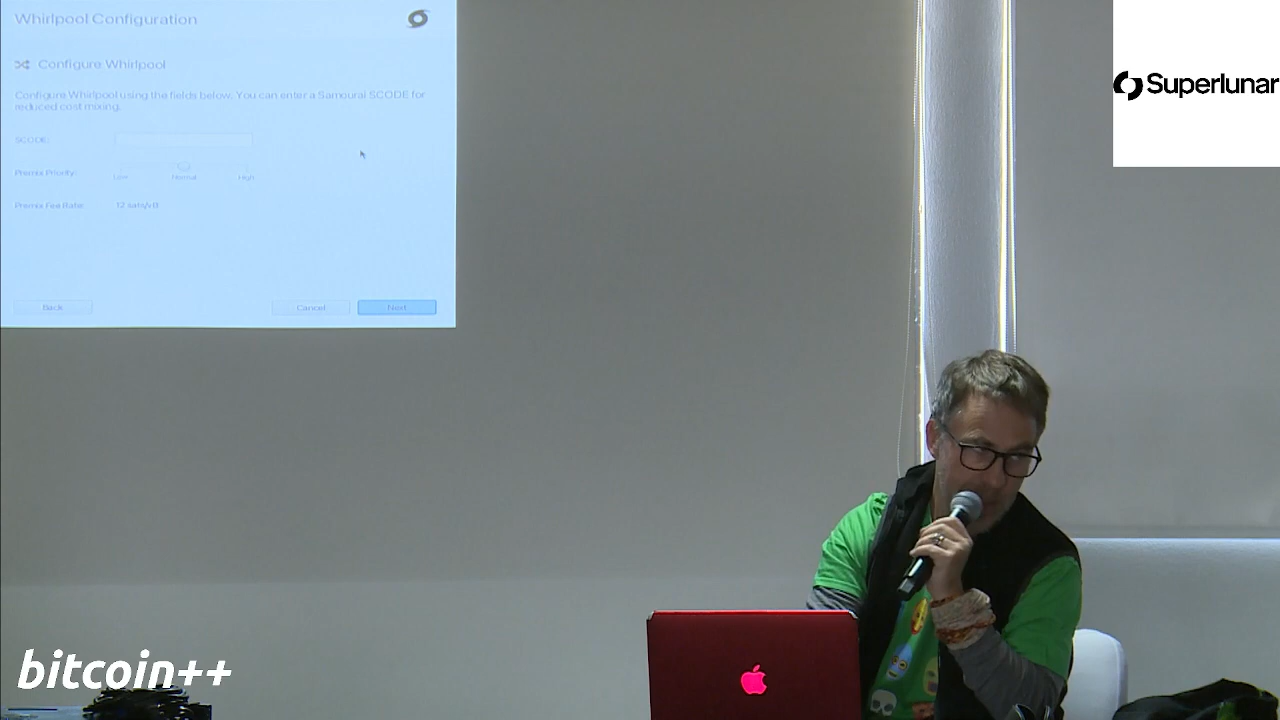 Whirlpool Configuration
Configure Whirlpool
Configure Whirlpool using the fields below. You can enter a Samourai SCODE for
reduced cost mixing.
SCODE:
Premix Priority:
Low Normal High
Premix Fee Rate: 12 sats/vB
Back Cancel Next
Superlunar
bitcoin++